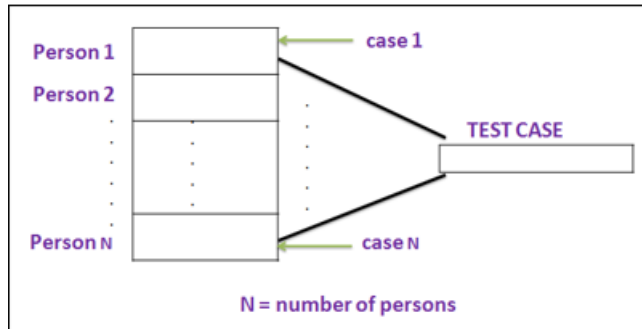 Person 1
case 1
Person 2
TEST CASE
Person N
case N
N = number of persons